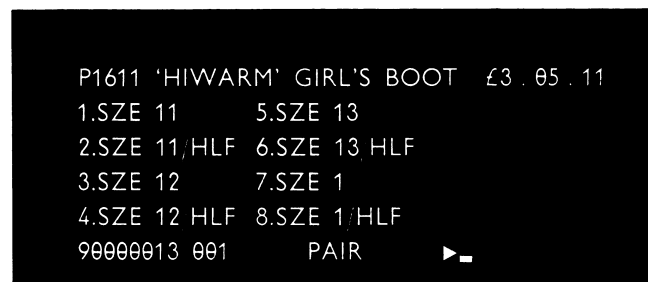 P1611 'HIWARM' GIRL'S BOOT £3.05.11
1.SZE 11 5.SZE 13
2.SZE 11/HLF 6.SZE 13/HLF
3.SZE 12 7.SZE 1
4.SZE 12 HLF 8.SZE 1/HLF
900000013 001 PAIR ►_